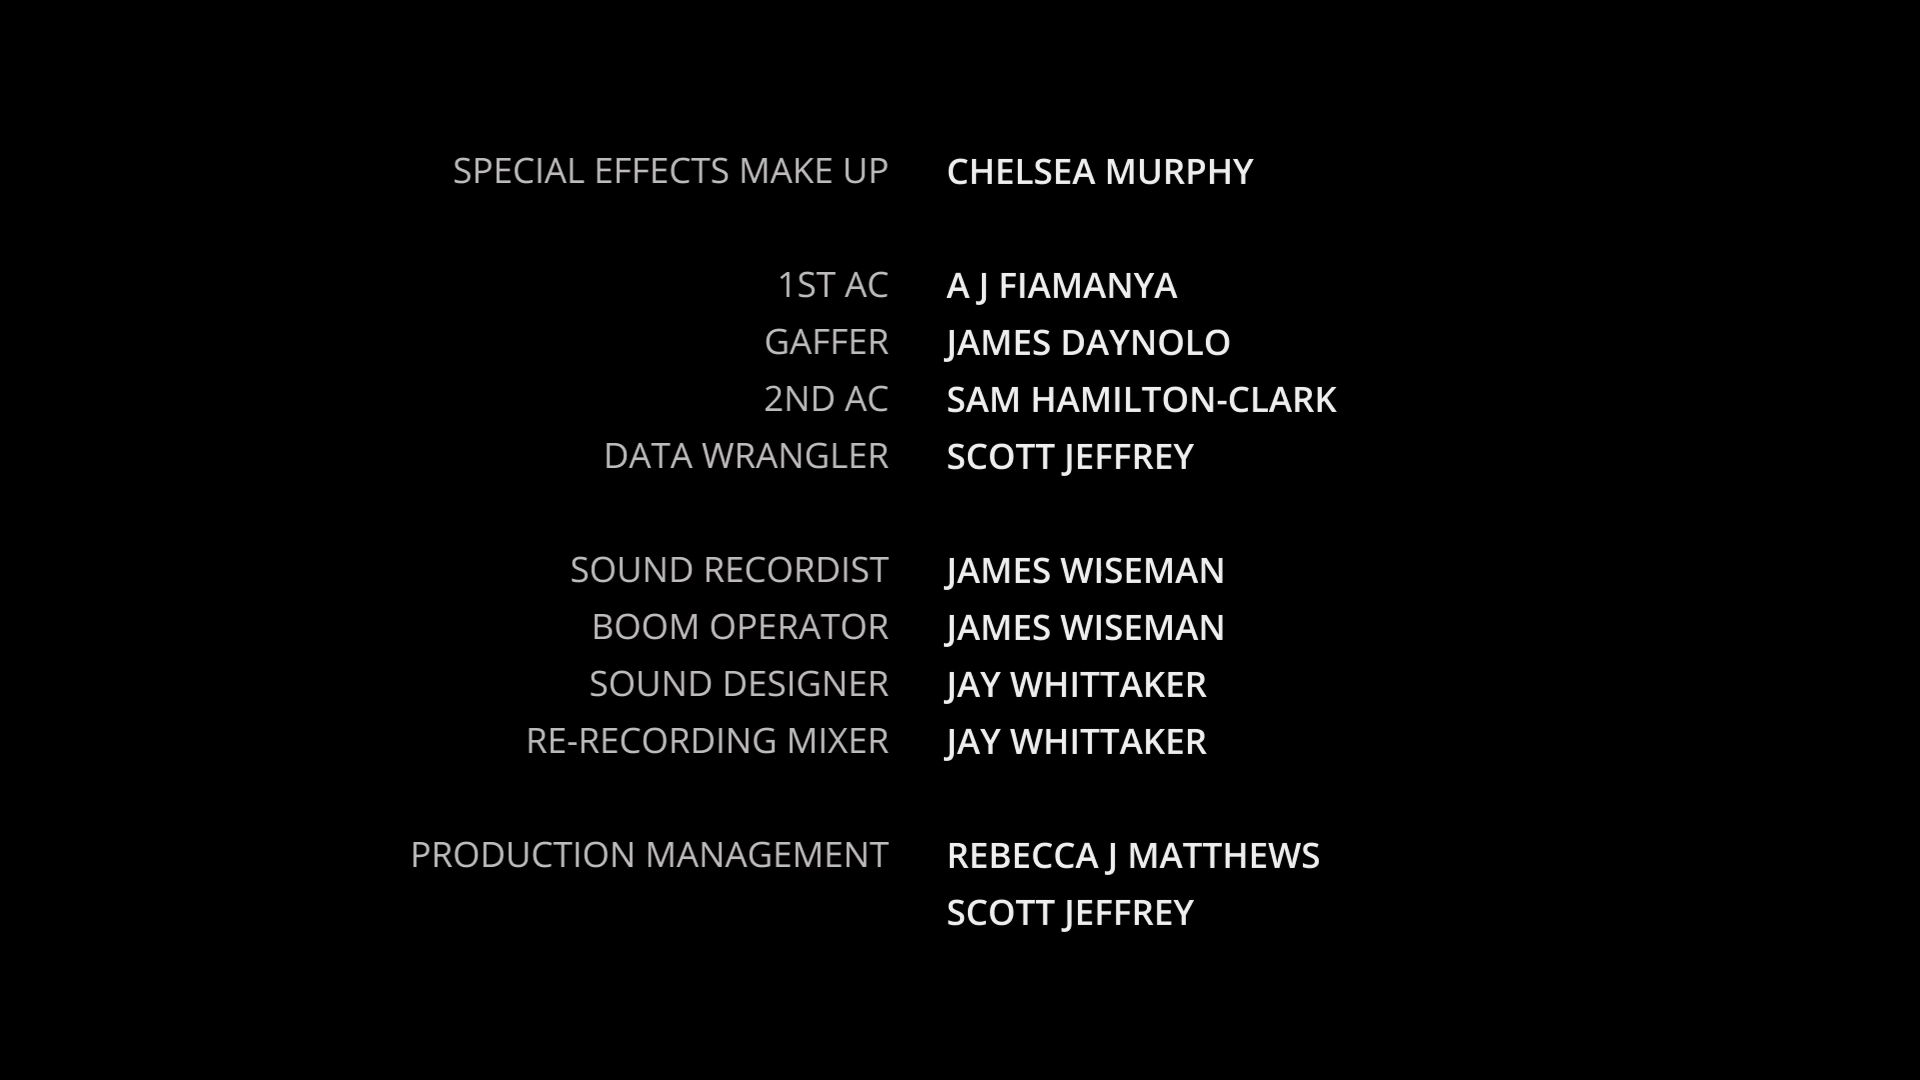 SPECIAL EFFECTS MAKE UP CHELSEA MURPHY
1ST AC A J FIAMANYA
GAFFER JAMES DAYNOLO
2ND AC SAM HAMILTON-CLARK
DATA WRANGLER SCOTT JEFFREY
SOUND RECORDIST JAMES WISEMAN
BOOM OPERATOR JAMES WISEMAN
SOUND DESIGNER JAY WHITTAKER
RE-RECORDING MIXER JAY WHITTAKER
PRODUCTION MANAGEMENT REBECCA J MATTHEWS
SCOTT JEFFREY